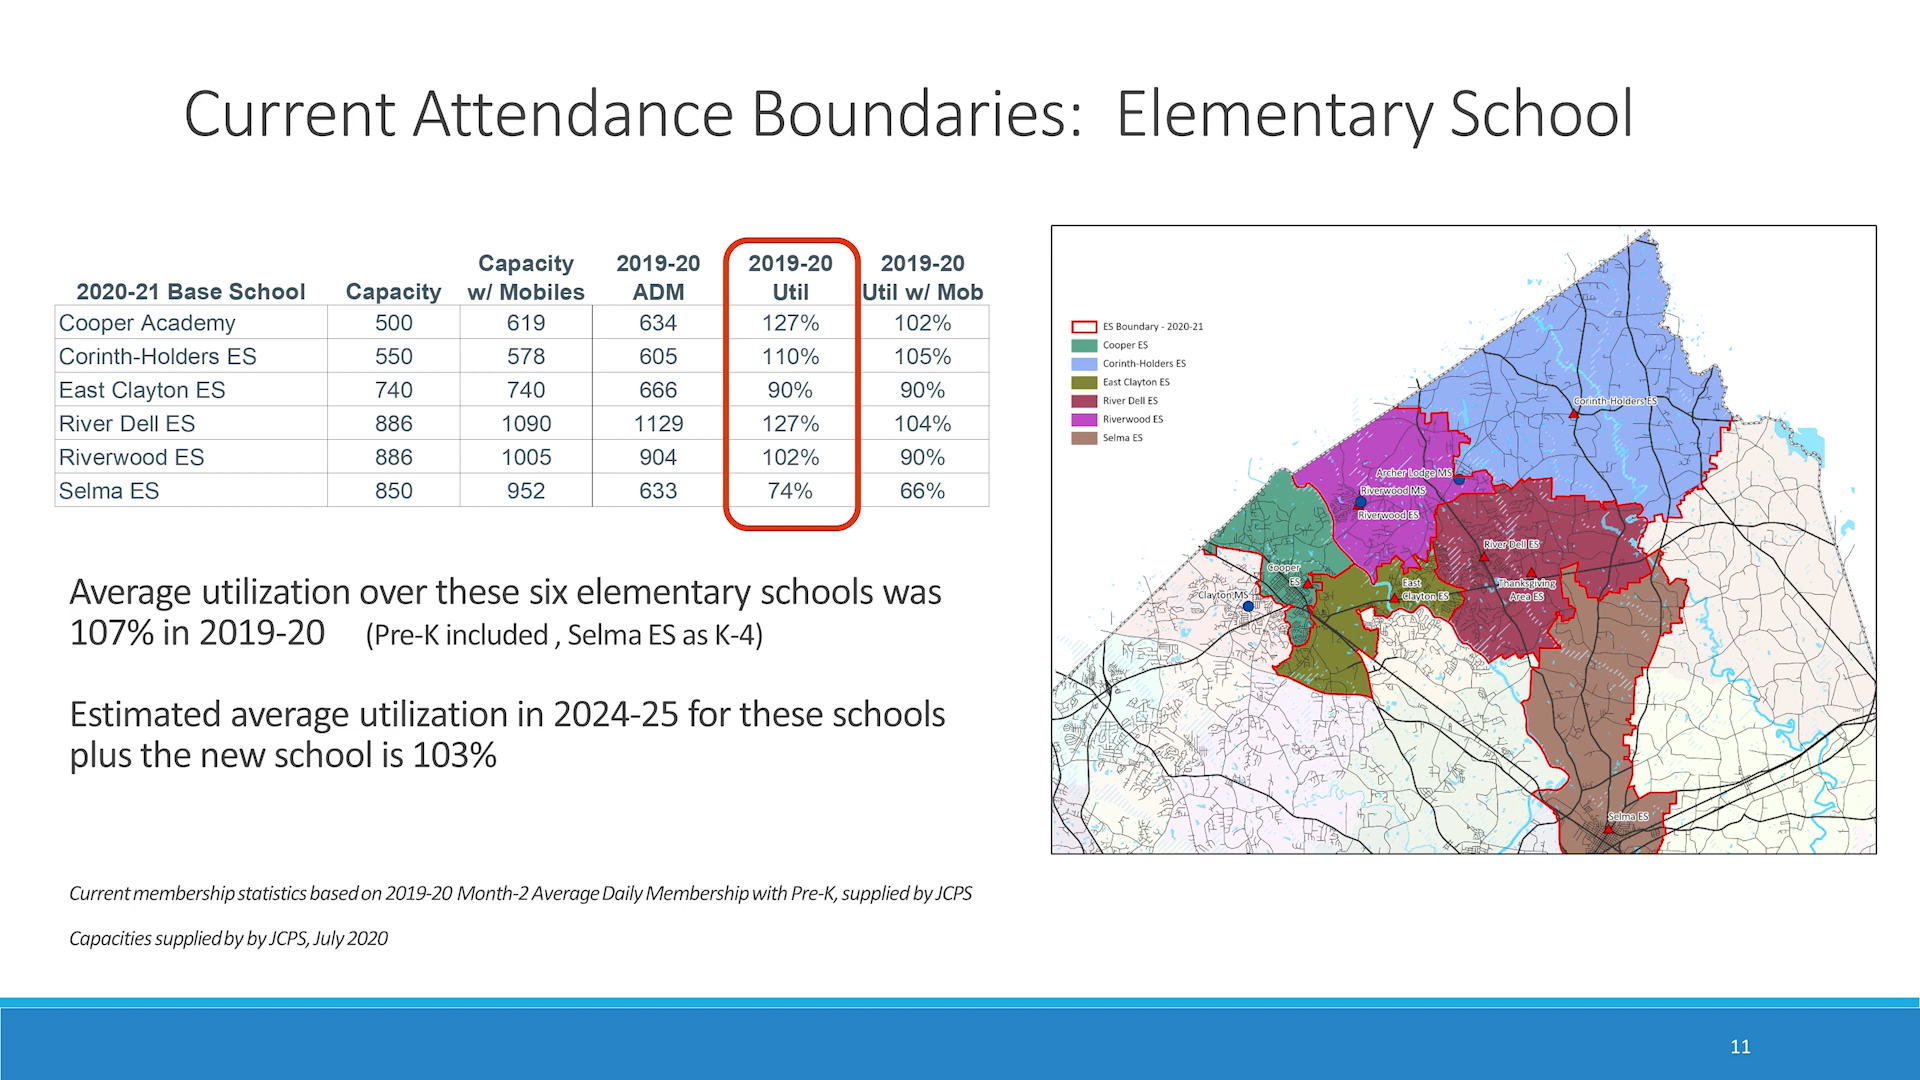 Current Attendance Boundaries: Elementary School
2020-21 Base School Capacity Capacity w/ Mobiles 2019-20 ADM 2019-20 Util 2019-20 Util w/ Mob
Cooper Academy 500 619 634 127% 102%
Corinth-Holders ES 550 578 605 110% 105%
East Clayton ES 740 740 666 90% 90%
River Dell ES 886 1090 1129 127% 104%
Riverwood ES 886 1005 904 102% 90%
Selma ES 850 952 633 74% 66%
Average utilization over these six elementary schools was
107% in 2019-20 (Pre-K included , Selma ES as K-4)
Estimated average utilization in 2024-25 for these schools
plus the new school is 103%
Current membership statistics based on 2019-20 Month-2 Average Daily Membership with Pre-K, supplied by JCPS
Capacities supplied by by JCPS, July 2020
ES Boundary - 2020-21
Cooper ES
Corinth-Holders ES
East Clayton ES
River Dell ES
Riverwood ES
Selma ES
Corinth-Holders ES
Archer Lodge MS
Riverwood MS
Riverwood ES
River Dell ES
Cooper
ES
Thanksgiving
Area ES
East
Clayton ES
Clayton MS
Selma ES
11